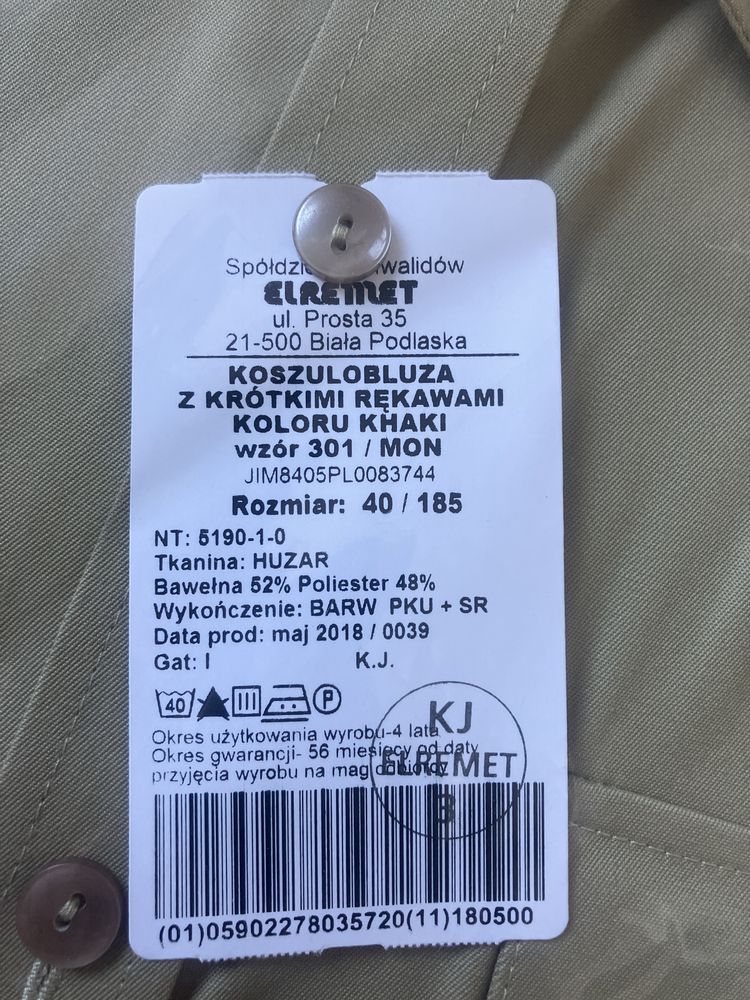 Spółdzie walidów
ELREMET
ul. Prosta 35
21-500 Biała Podlaska
KOSZULOBLUZA
Z KRÓTKIMI RĘKAWAMI
KOLORU KHAKI
wzór 301 / MON
JIM8405PL0083744
Rozmiar: 40 / 185
NT: 5190-1-0
Tkanina: HUZAR
Bawełna 52% Poliester 48%
Wykończenie: BARW PKU + SR
Data prod: maj 2018 / 0039
Gat: I K.J.
40 P
Okres użytkowania wyrobu-4 lata
Okres gwarancji- 56 miesięcy od daty
przyjęcia wyrobu na mag odbiorcy
KJ
ELREMET
3
(01)05902278035720(11)180500